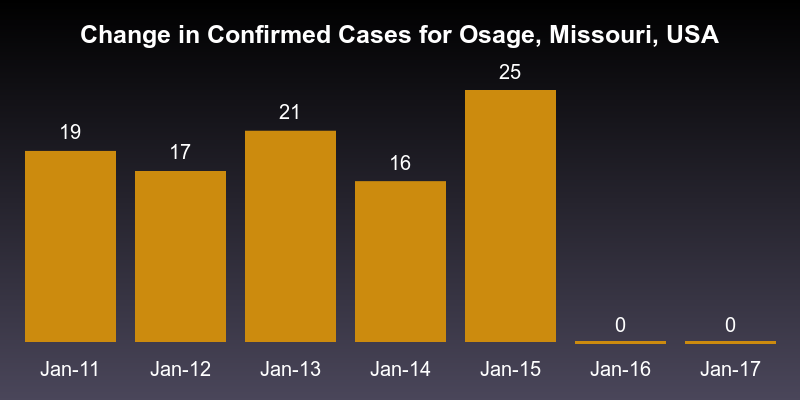 Change in Confirmed Cases for Osage, Missouri, USA
19
17
21
16
25
0
0
Jan-11
Jan-12
Jan-13
Jan-14
Jan-15
Jan-16
Jan-17